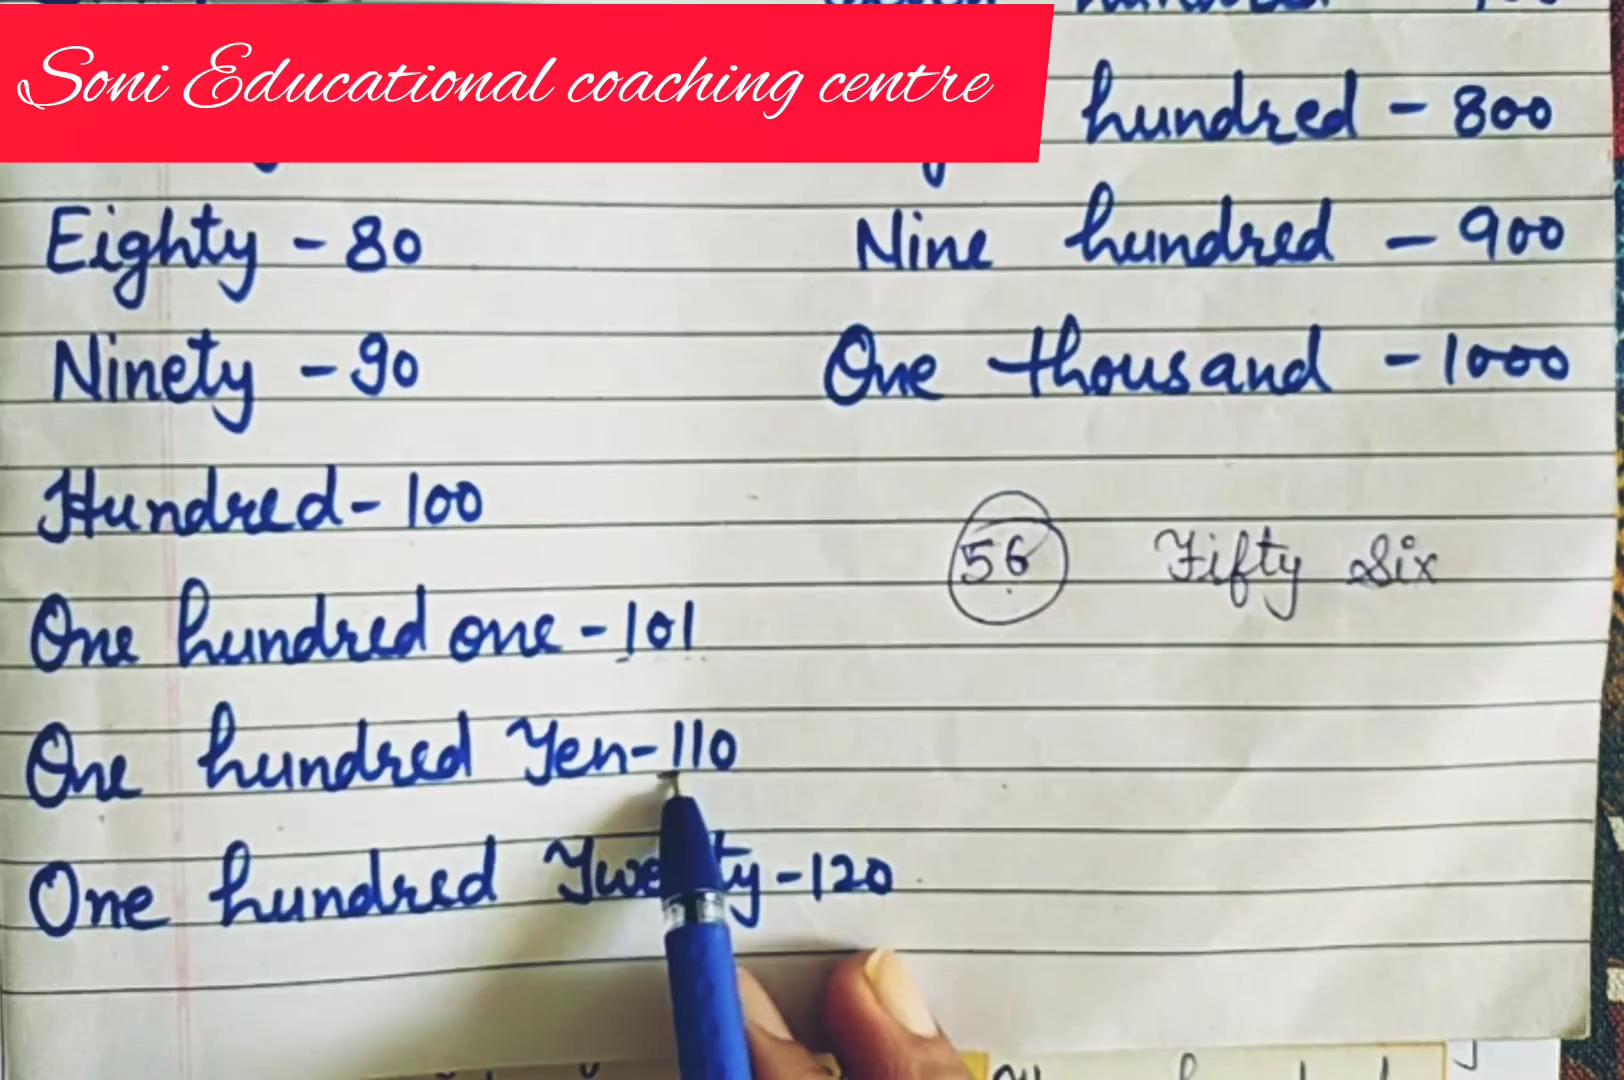 Soni Educational coaching centre
hundred - 800
Eighty - 80
Nine hundred - 900
Ninety - 90
One thousand - 1000
Hundred - 100
56 Fifty Six
One hundred one - 101
One hundred Ten - 110
One hundred Twenty - 120